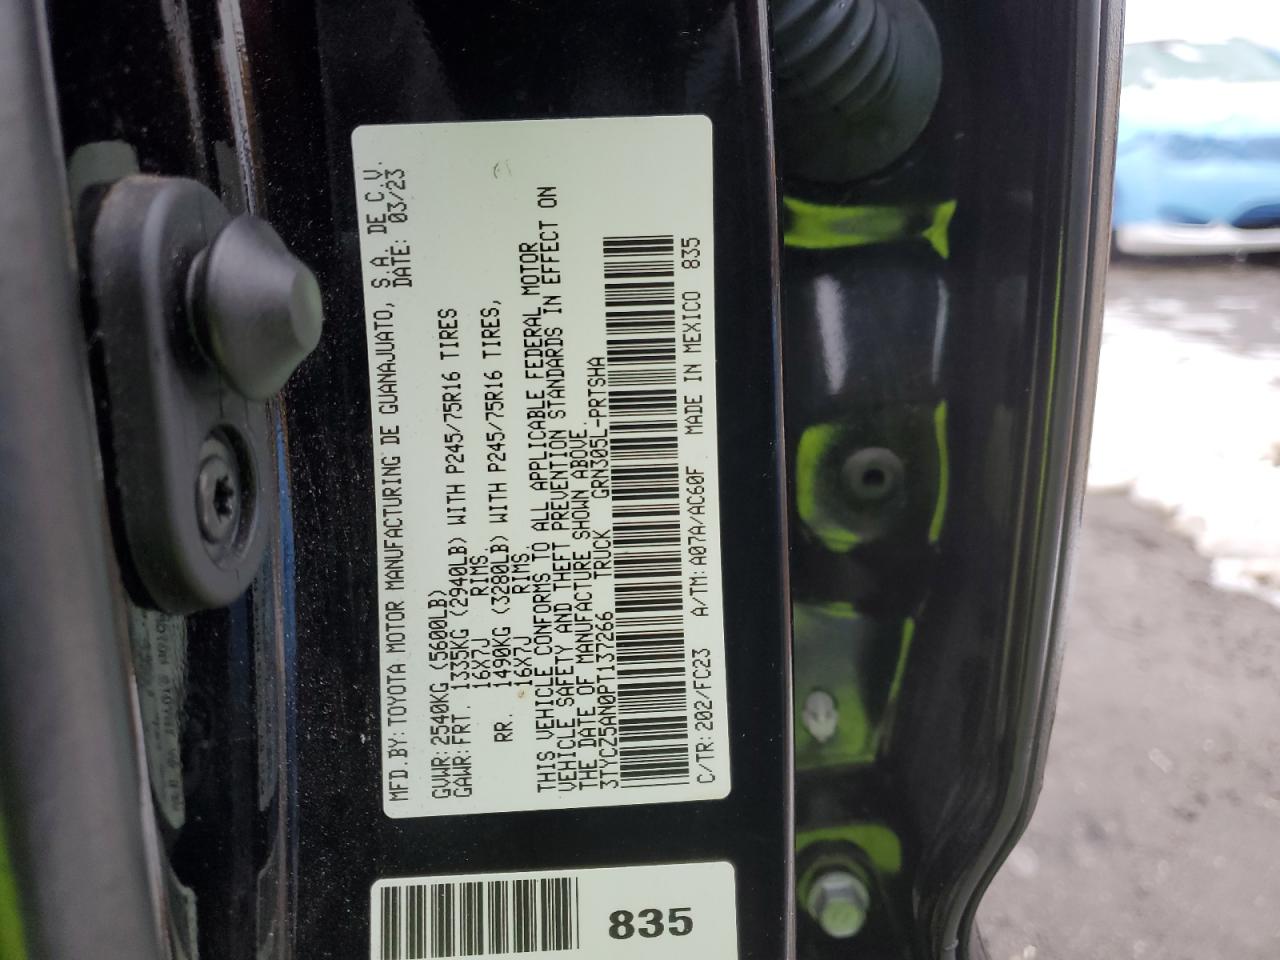 MFD. BY: TOYOTA MOTOR MANUFACTURING DE GUANAJUATO, S.A. DE C.V.
DATE: 03/23
GVWR: 2540KG (5600LB)
GAWR: FRT. 1335KG (2940LB) WITH P245/75R16 TIRES
16X7J RIMS.
RR. 1490KG (3280LB) WITH P245/75R16 TIRES,
16X7J RIMS.
THIS VEHICLE CONFORMS TO ALL APPLICABLE FEDERAL MOTOR
VEHICLE SAFETY AND THEFT PREVENTION STANDARDS IN EFFECT ON
THE DATE OF MANUFACTURE SHOWN ABOVE.
3TYCZ5AN0PT137266 TRUCK GRN305L-PRTSHA
C/TR: 202/FC23 A/TM: A07A/AC60F MADE IN MEXICO 835
835